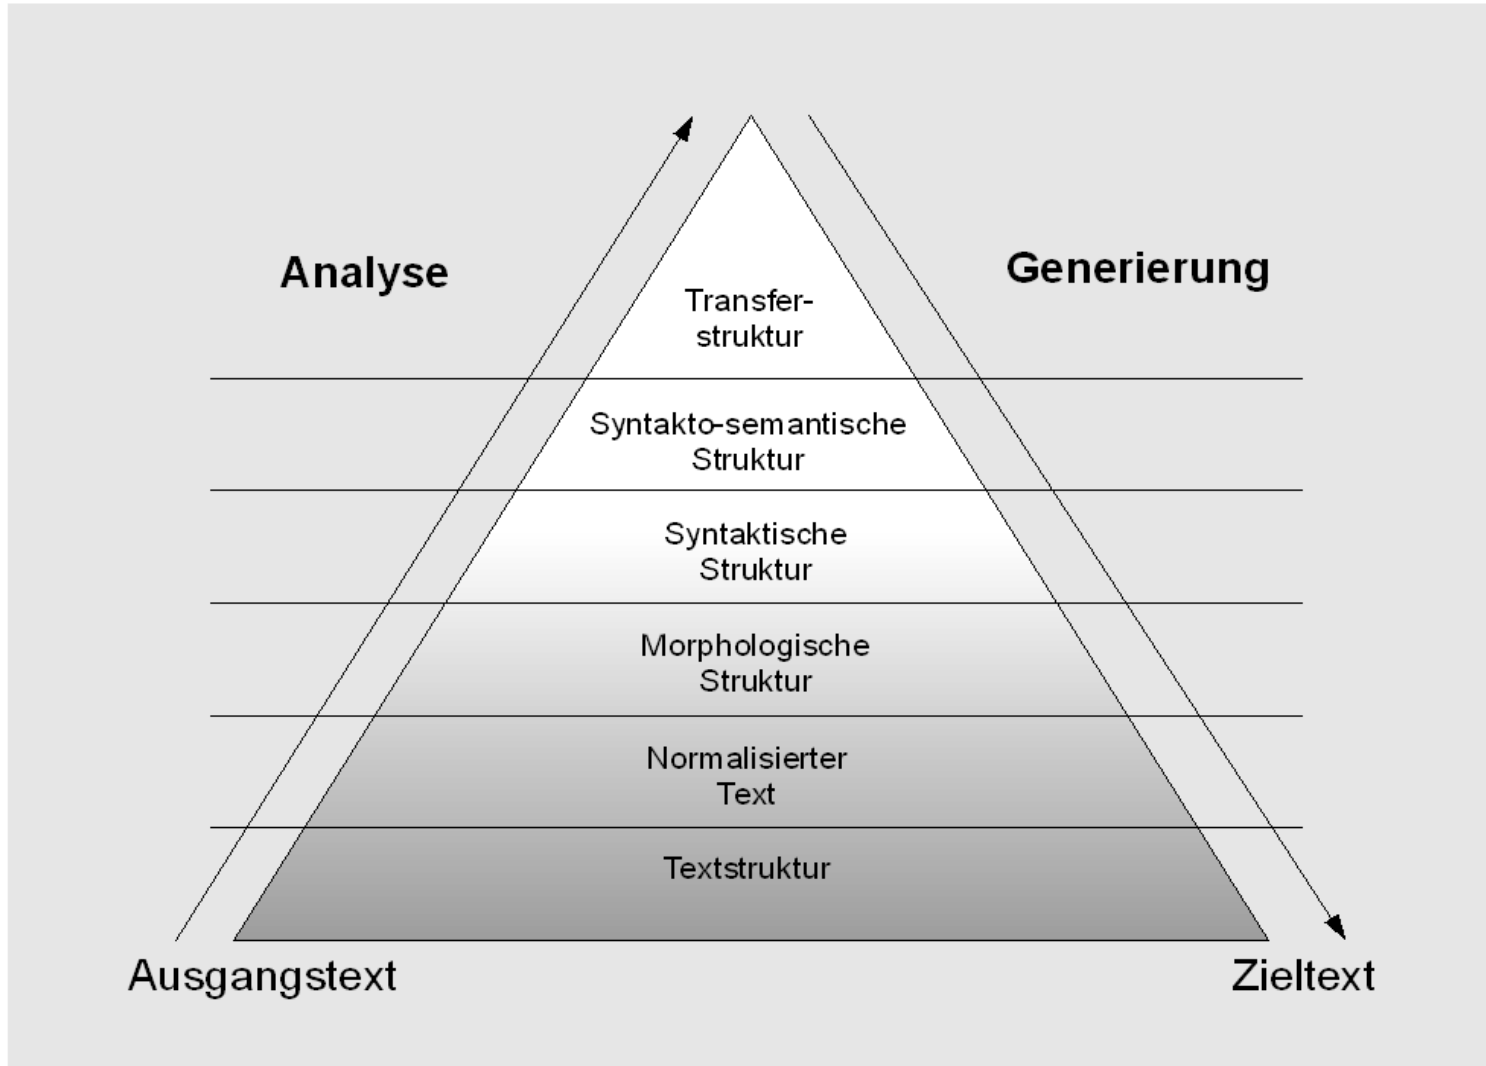 Analyse
Generierung
Transfer-
struktur
Syntakto-semantische
Struktur
Syntaktische
Struktur
Morphologische
Struktur
Normalisierter
Text
Textstruktur
Ausgangstext
Zieltext